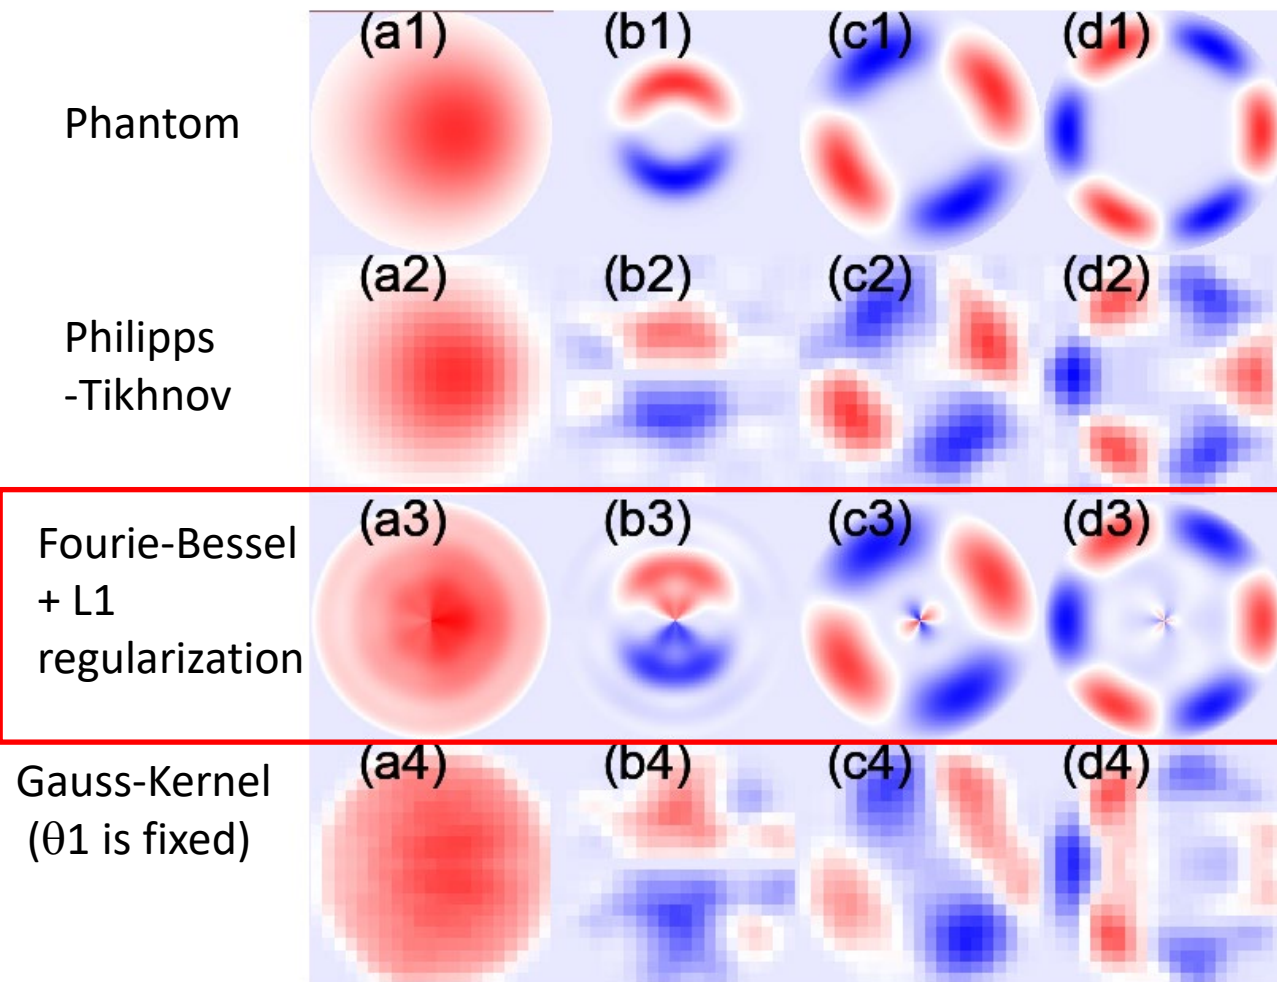 (a1) (b1) (c1) (d1)
Phantom
(a2) (b2) (c2) (d2)
Philipps
-Tikhnov
(a3) (b3) (c3) (d3)
Fourie-Bessel
+ L1
regularization
(a4) (b4) (c4) (d4)
Gauss-Kernel
(θ1 is fixed)